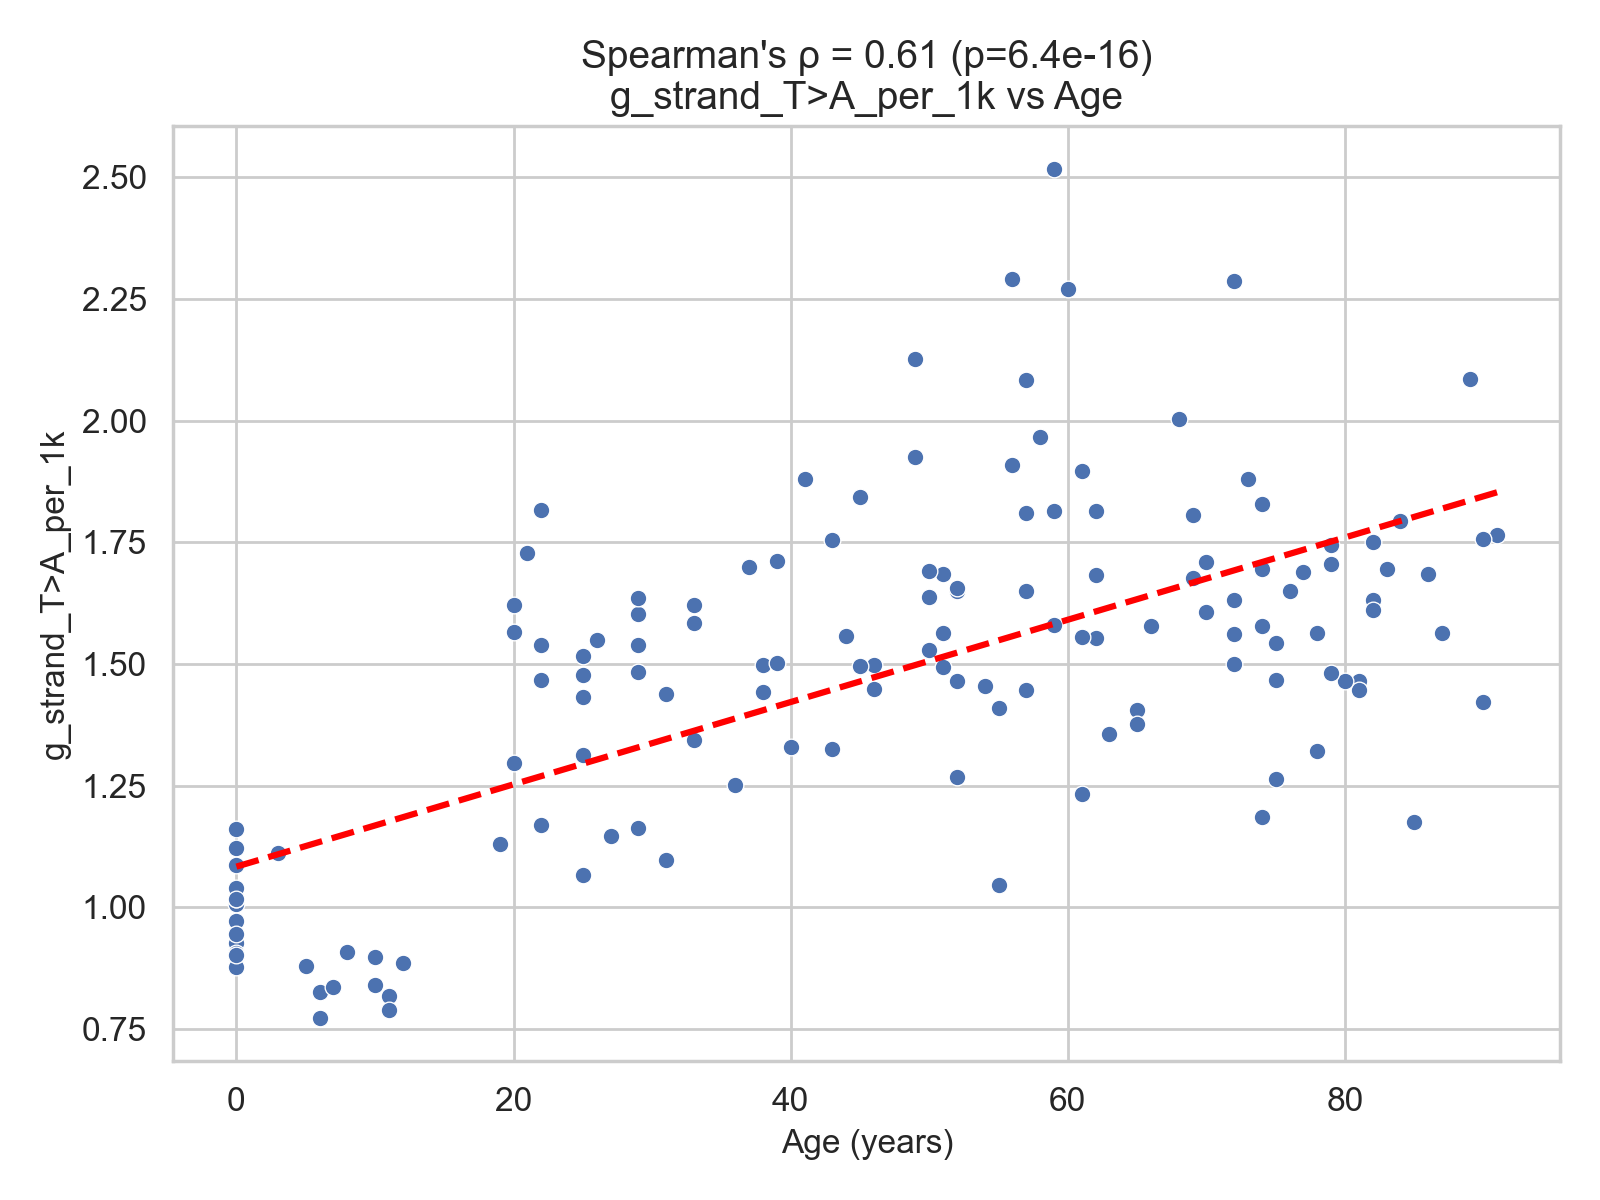 Spearman's ρ = 0.61 (p=6.4e-16)
g_strand_T>A_per_1k vs Age
g_strand_T>A_per_1k
2.50
2.25
2.00
1.75
1.50
1.25
1.00
0.75
0 20 40 60 80
Age (years)